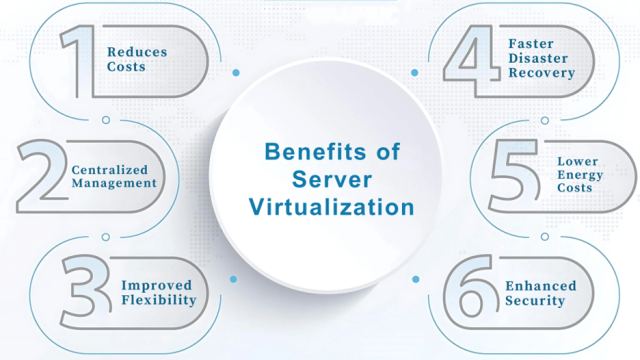 Benefits of
Server
Virtualization
1
Reduces
Costs
2
Centralized
Management
3
Improved
Flexibility
4
Faster
Disaster
Recovery
5
Lower
Energy
Costs
6
Enhanced
Security